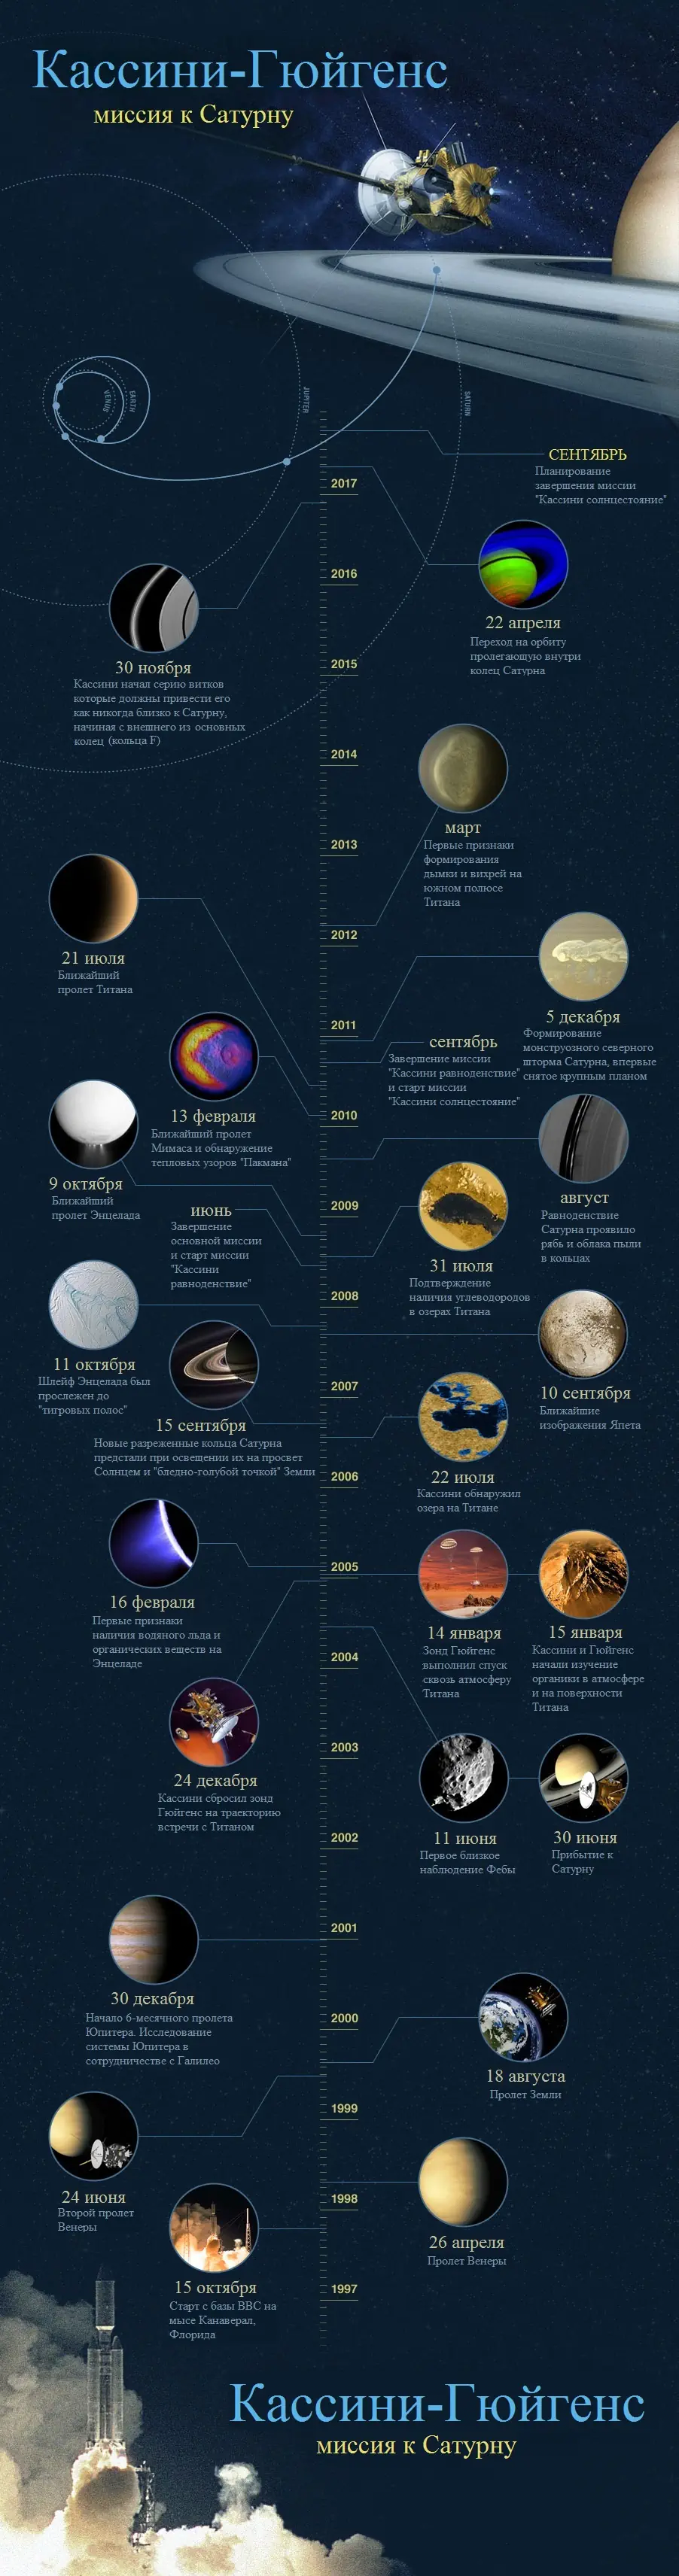 Кассини-Гюйгенс
миссия к Сатурну
VENUS
EARTH
JUPITER
SATURN
СЕНТЯБРЬ
Планирование
завершения миссии
"Кассини солнцестояние"
2017
22 апреля
Переход на орбиту
пролегающую внутри
колец Сатурна
2016
30 ноября
Кассини начал серию витков
которые должны привести его
как никогда близко к Сатурну,
начиная с внешнего из основных
колец (кольца F)
2015
2014
март
Первые признаки
формирования
дымки и вихрей на
южном полюсе
Титана
2013
2012
21 июля
Ближайший
пролет Титана
5 декабря
Формирование
монструозного северного
шторма Сатурна, впервые
снятое крупным планом
2011
сентябрь
Завершение миссии
"Кассини равноденствие"
и старт миссии
"Кассини солнцестояние"
13 февраля
Ближайший пролет
Мимаса и обнаружение
тепловых узоров "Пакмана"
2010
9 октября
Ближайший
пролет Энцелада
август
Равноденствие
Сатурна проявило
рябь и облака пыли
в кольцах
2009
июнь
Завершение
основной миссии
и старт миссии
"Кассини
равноденствие"
31 июля
Подтверждение
наличия углеводородов
в озерах Титана
2008
11 октября
Шлейф Энцелада был
прослежен до
"тигровых полос"
10 сентября
Ближайшие
изображения Япета
2007
15 сентября
Новые разреженные кольца Сатурна
предстали при освещении их на просвет
Солнцем и "бледно-голубой точкой" Земли
22 июля
Кассини обнаружил
озера на Титане
2006
2005
16 февраля
Первые признаки
наличия водяного льда и
органических веществ на
Энцеладе
14 января
Зонд Гюйгенс
выполнил спуск
сквозь атмосферу
Титана
15 января
Кассини и Гюйгенс
начали изучение
органики в атмосфере
и на поверхности
Титана
2004
2003
24 декабря
Кассини сбросил зонд
Гюйгенс на траекторию
встречи с Титаном
11 июня
Первое близкое
наблюдение Фебы
30 июня
Прибытие к
Сатурну
2002
2001
30 декабря
Начало 6-месячного пролета
Юпитера. Исследование
системы Юпитера в
сотрудничестве с Галилео
2000
18 августа
Пролет Земли
1999
24 июня
Второй пролет
Венеры
1998
26 апреля
Пролет Венеры
15 октября
Старт с базы ВВС на
мысе Канаверал,
Флорида
1997
Кассини-Гюйгенс
миссия к Сатурну